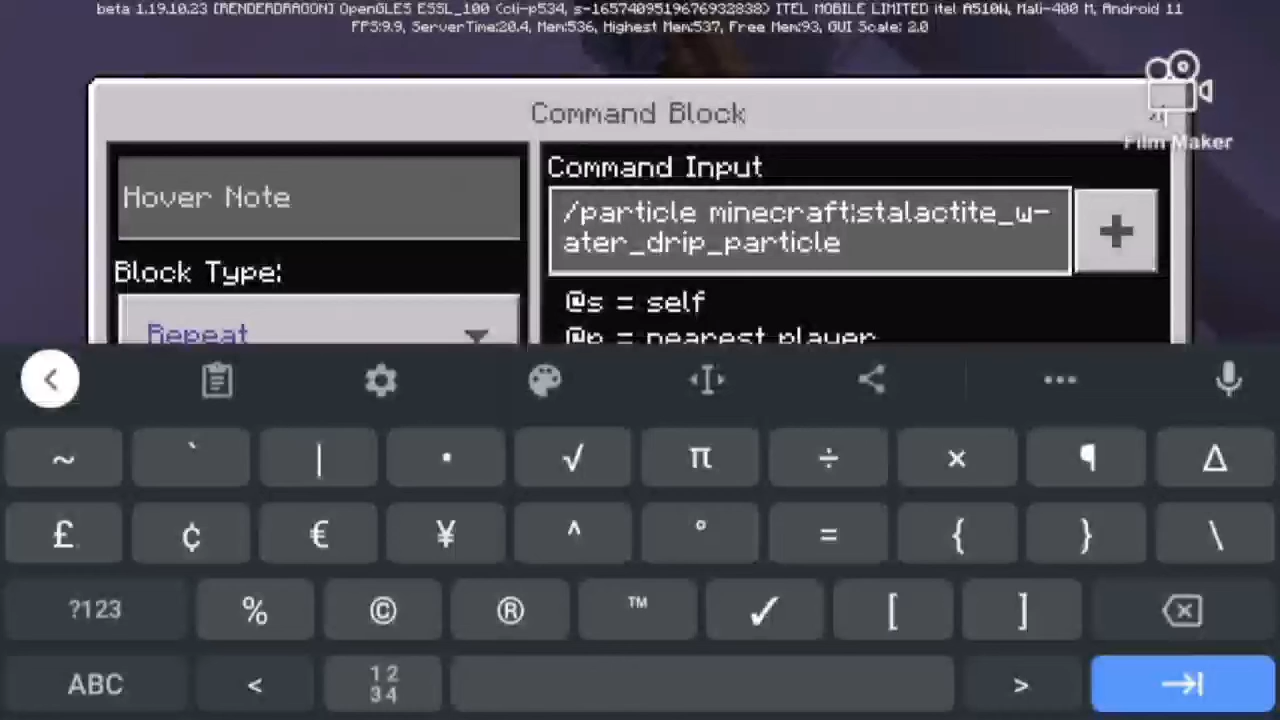 beta 1.19.10.23 [RENDERDRAGON] OpenGLES ESSL_100 (cli-p534, s-1657409519676932838) ITEL MOBILE LIMITED itel A510W, Mali-400 M, Android 11
FPS:9.9, ServerTime:20.4, Mem:536, Highest Mem:537, Free Mem:93, GUI Scale: 2.0
Command Block
Film Maker
Hover Note
Command Input
/particle minecraft:stalactite_w-
ater_drip_particle
Block Type:
@s = self
Repeat
@p = nearest player
~ ` | • √ π ÷ × ¶ Δ
£ ¢ € ¥ ^ ° = { } \
?123 % © ® ™ ✓ [ ]
ABC < 1 2 3 4 >